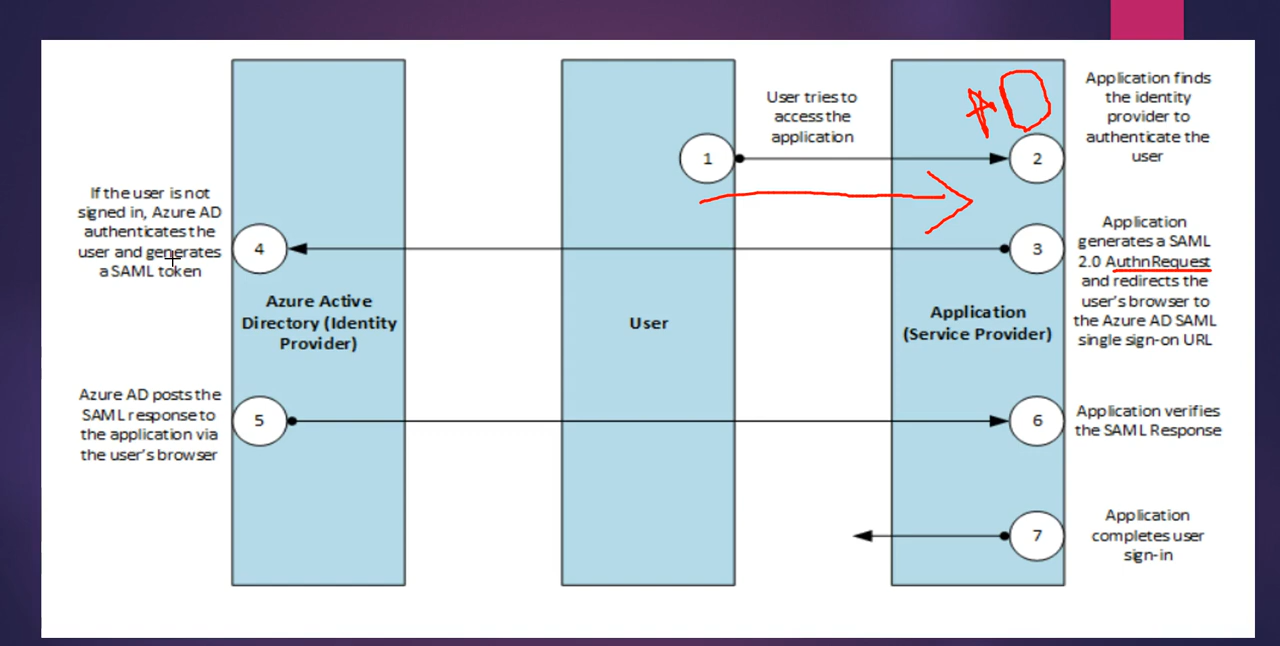 User tries to
access the
application
1
2
AD
Application finds
the identity
provider to
authenticate the
user
If the user is not
signed in, Azure AD
authenticates the
user and generates
a SAML token
4
3
Application
generates a SAML
2.0 AuthnRequest
and redirects the
user's browser to
the Azure AD SAML
single sign-on URL
Azure Active
Directory (Identity
Provider)
User
Application
(Service Provider)
Azure AD posts the
SAML response to
the application via
the user's browser
5
6
Application verifies
the SAML Response
7
Application
completes user
sign-in